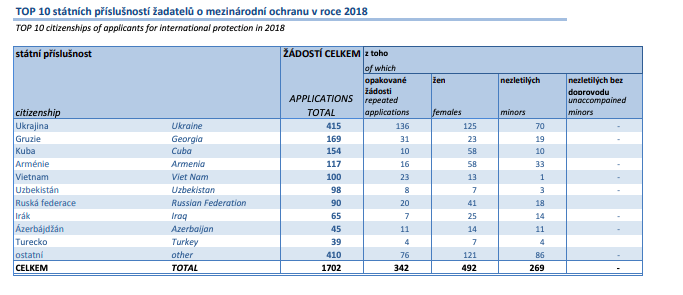 TOP 10 státních příslušností žadatelů o mezinárodní ochranu v roce 2018
TOP 10 citizenships of applicants for international protection in 2018
státní příslušnost ŽÁDOSTÍ CELKEM z toho
of which
opakované žádosti žen nezletilých nezletilých bez doprovodu
citizenship APPLICATIONS TOTAL repeated applications females minors unaccompained minors
Ukrajina Ukraine 415 136 125 70 -
Gruzie Georgia 169 31 23 19 -
Kuba Cuba 154 10 58 10
Arménie Armenia 117 16 58 33 -
Vietnam Viet Nam 100 23 13 1 -
Uzbekistán Uzbekistan 98 8 7 3 -
Ruská federace Russian Federation 90 20 41 18
Irák Iraq 65 7 25 14 -
Ázerbájdžán Azerbaijan 45 11 14 11 -
Turecko Turkey 39 4 7 4
ostatní other 410 76 121 86 -
CELKEM TOTAL 1702 342 492 269 -